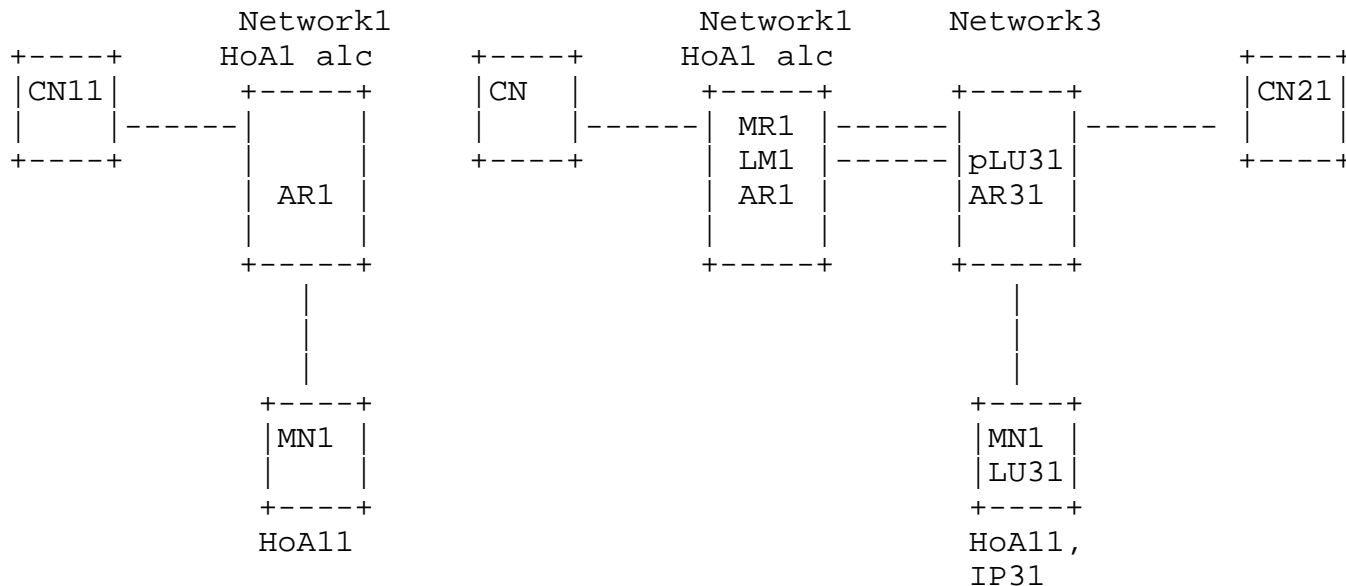 Network1 Network1 Network3
HoA1 alc HoA1 alc
CN11 CN CN21
MR1
LM1 pLU31
AR1 AR1 AR31
MN1 MN1
LU31
HoA11 HoA11,
IP31